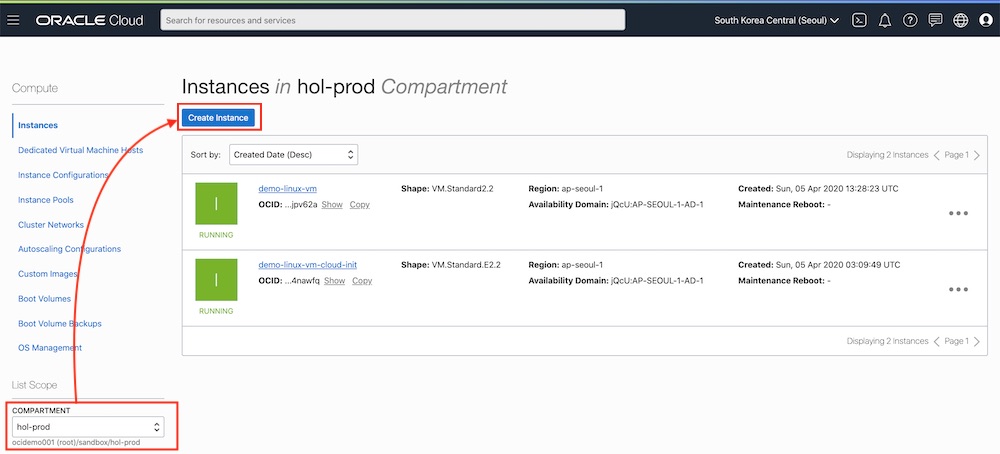 ORACLE Cloud
Search for resources and services
South Korea Central (Seoul)
Compute
Instances
Dedicated Virtual Machine Hosts
Instance Configurations
Instance Pools
Cluster Networks
Autoscaling Configurations
Custom Images
Boot Volumes
Boot Volume Backups
OS Management
List Scope
COMPARTMENT
hol-prod
ocidemo001 (root)/sandbox/hol-prod
Instances in hol-prod Compartment
Create Instance
Sort by: Created Date (Desc)
Displaying 2 Instances < Page 1 >
I
RUNNING
demo-linux-vm
OCID: ...jpv62a Show Copy
Shape: VM.Standard2.2
Region: ap-seoul-1
Availability Domain: jQcU:AP-SEOUL-1-AD-1
Created: Sun, 05 Apr 2020 13:28:23 UTC
Maintenance Reboot: -
I
RUNNING
demo-linux-vm-cloud-init
OCID: ...4nawfq Show Copy
Shape: VM.Standard.E2.2
Region: ap-seoul-1
Availability Domain: jQcU:AP-SEOUL-1-AD-1
Created: Sun, 05 Apr 2020 03:09:49 UTC
Maintenance Reboot: -
Displaying 2 Instances < Page 1 >